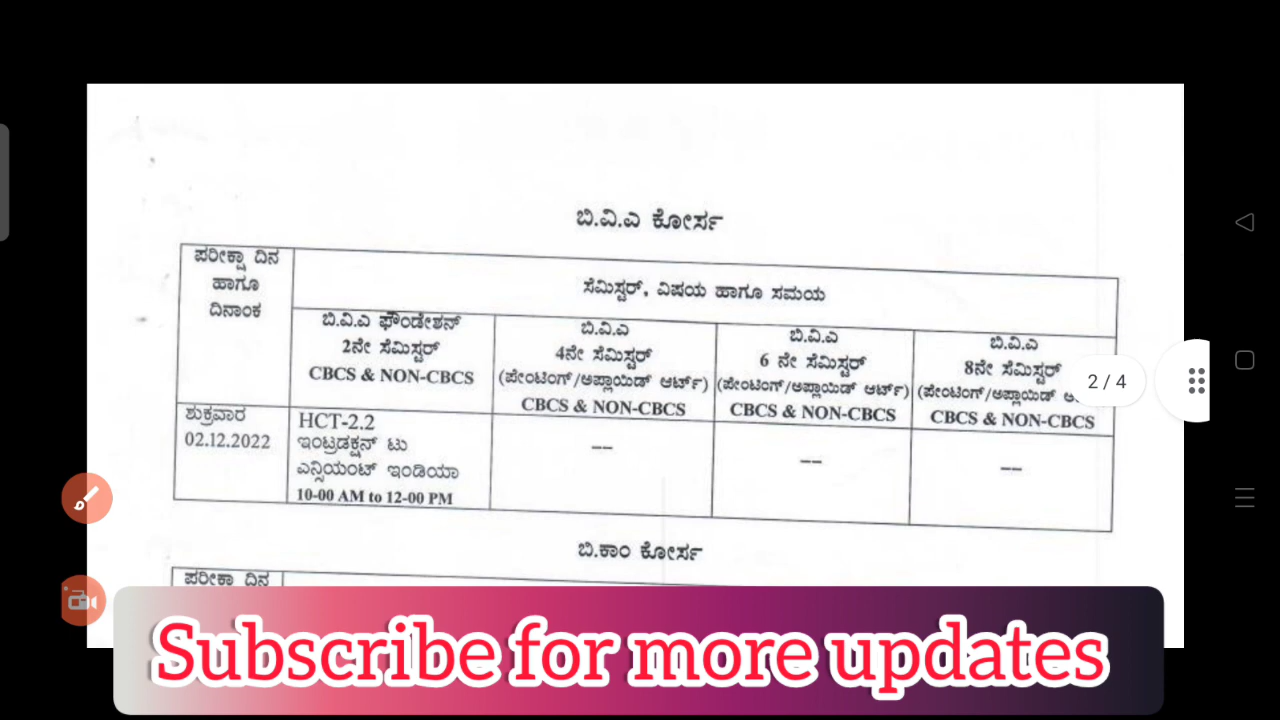 ಬಿ.ವಿ.ಎ ಕೋರ್ಸ
ಪರೀಕ್ಷಾ ದಿನ
ಹಾಗೂ
ದಿನಾಂಕ
ಸೆಮಿಸ್ಟರ್, ವಿಷಯ ಹಾಗೂ ಸಮಯ
ಬಿ.ವಿ.ಎ ಫೌಂಡೇಶನ್
2ನೇ ಸೆಮಿಸ್ಟರ್
CBCS & NON-CBCS
ಬಿ.ವಿ.ಎ
4ನೇ ಸೆಮಿಸ್ಟರ್
(ಪೇಂಟಿಂಗ್/ಅಪ್ಲಾಯಿಡ್ ಆರ್ಟ್)
CBCS & NON-CBCS
ಬಿ.ವಿ.ಎ
6 ನೇ ಸೆಮಿಸ್ಟರ್
(ಪೇಂಟಿಂಗ್/ಅಪ್ಲಾಯಿಡ್ ಆರ್ಟ್)
CBCS & NON-CBCS
ಬಿ.ವಿ.ಎ
8ನೇ ಸೆಮಿಸ್ಟರ್
(ಪೇಂಟಿಂಗ್/ಅಪ್ಲಾಯಿಡ್
CBCS & NON-CBCS
2 / 4
ಶುಕ್ರವಾರ
02.12.2022
HCT-2.2
ಇಂಟ್ರಡಕ್ಷನ್ ಟು
ಎನ್ಸಿಯಂಟ್ ಇಂಡಿಯಾ
10-00 AM to 12-00 PM
---
---
---
ಬಿ.ಕಾಂ ಕೋರ್ಸ
ಪರೀಕ್ಷಾ ದಿನ
Subscribe for more updates